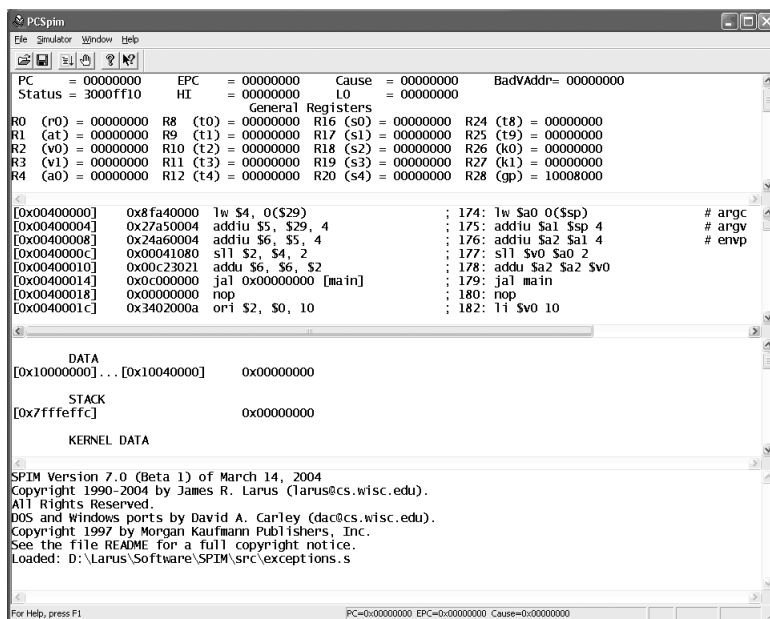 PCSpim
File Simulator Window Help
PC = 00000000 EPC = 00000000 Cause = 00000000 BadVAddr= 00000000
Status = 3000ff10 HI = 00000000 LO = 00000000
General Registers
R0 (r0) = 00000000 R8 (t0) = 00000000 R16 (s0) = 00000000 R24 (t8) = 00000000
R1 (at) = 00000000 R9 (t1) = 00000000 R17 (s1) = 00000000 R25 (t9) = 00000000
R2 (v0) = 00000000 R10 (t2) = 00000000 R18 (s2) = 00000000 R26 (k0) = 00000000
R3 (v1) = 00000000 R11 (t3) = 00000000 R19 (s3) = 00000000 R27 (k1) = 00000000
R4 (a0) = 00000000 R12 (t4) = 00000000 R20 (s4) = 00000000 R28 (gp) = 10008000
[0x00400000] 0x8fa40000 lw $4, 0($29) ; 174: lw $a0 0($sp) # argc
[0x00400004] 0x27a50004 addiu $5, $29, 4 ; 175: addiu $a1 $sp 4 # argv
[0x00400008] 0x24a60004 addiu $6, $5, 4 ; 176: addiu $a2 $a1 4 # envp
[0x0040000c] 0x00041080 sll $2, $4, 2 ; 177: sll $v0 $a0 2
[0x00400010] 0x00c23021 addu $6, $6, $2 ; 178: addu $a2 $a2 $v0
[0x00400014] 0x0c000000 jal 0x00000000 [main] ; 179: jal main
[0x00400018] 0x00000000 nop ; 180: nop
[0x0040001c] 0x3402000a ori $2, $0, 10 ; 182: li $v0 10
DATA
[0x10000000]...[0x10040000] 0x00000000
STACK
[0x7fffeffc] 0x00000000
KERNEL DATA
SPIM Version 7.0 (Beta 1) of March 14, 2004
Copyright 1990-2004 by James R. Larus (larus@cs.wisc.edu).
All Rights Reserved.
DOS and Windows ports by David A. Carley (dac@cs.wisc.edu).
Copyright 1997 by Morgan Kaufmann Publishers, Inc.
See the file README for a full copyright notice.
Loaded: D:\Larus\Software\SPIM\src\exceptions.s
For Help, press F1 PC=0x00000000 EPC=0x00000000 Cause=0x00000000